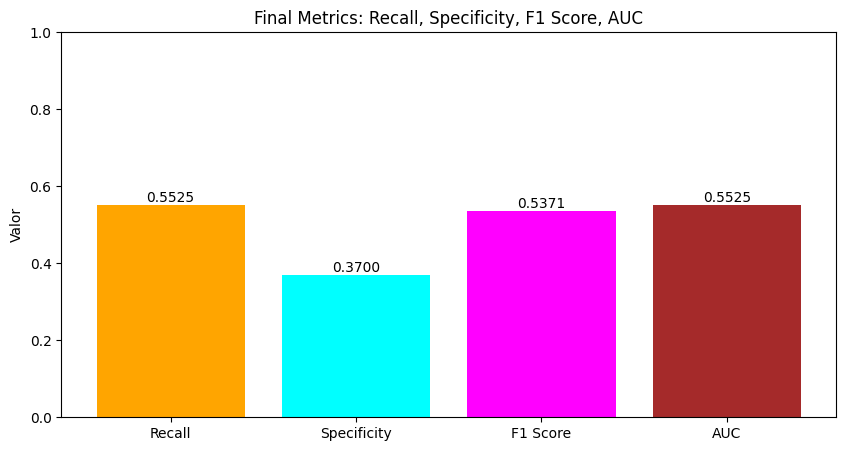 Final Metrics: Recall, Specificity, F1 Score, AUC
Valor
1.0
0.8
0.6
0.4
0.2
0.0
0.5525
0.3700
0.5371
0.5525
Recall
Specificity
F1 Score
AUC